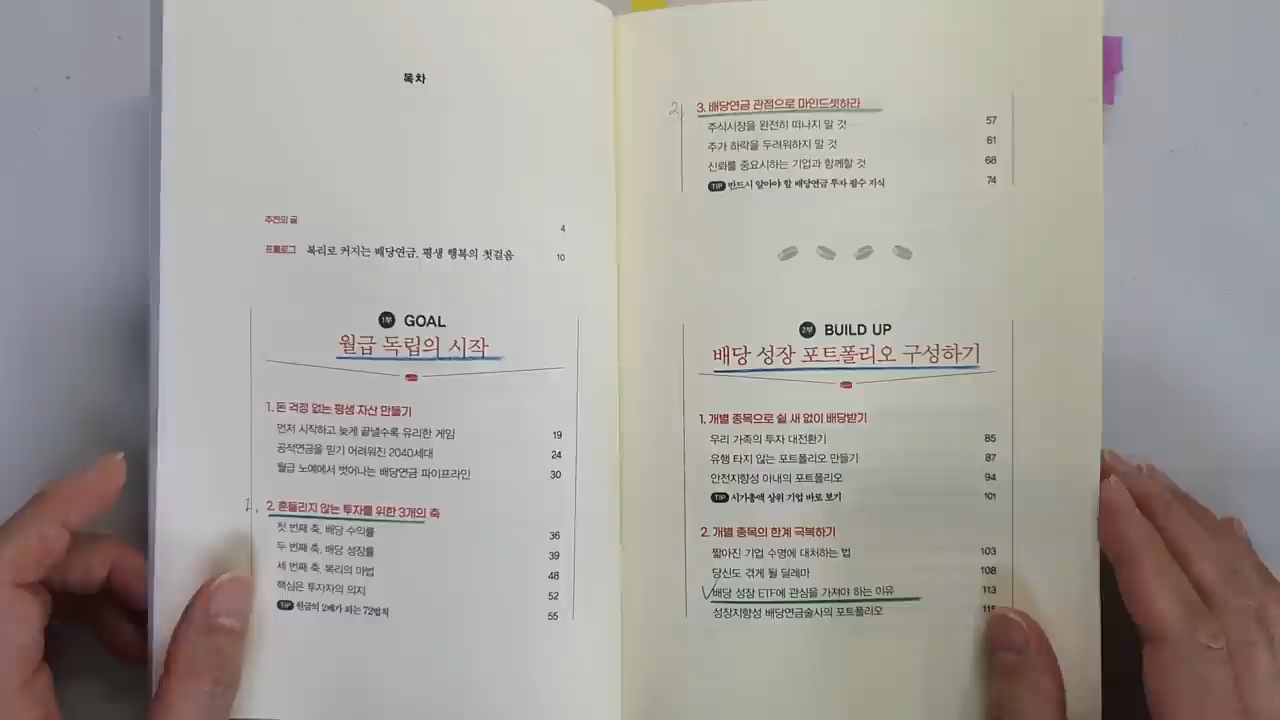 목차
추천의 글 4
프롤로그 복리로 커지는 배당연금, 평생 행복의 첫걸음 10
1부 GOAL
월급 독립의 시작
1. 돈 걱정 없는 평생 자산 만들기
먼저 시작하고 늦게 끝낼수록 유리한 게임 19
공적연금을 믿기 어려워진 2040세대 24
월급 노예에서 벗어나는 배당연금 파이프라인 30
1. 2. 흔들리지 않는 투자를 위한 3개의 축
첫 번째 축, 배당 수익률 36
두 번째 축, 배당 성장률 39
세 번째 축, 복리의 마법 48
핵심은 투자자의 의지 52
TIP 원금의 2배가 되는 72법칙 55
2. 3. 배당연금 관점으로 마인드셋하라
주식시장을 완전히 떠나지 말 것 57
주가 하락을 두려워하지 말 것 61
신뢰를 중요시하는 기업과 함께할 것 68
TIP 반드시 알아야 할 배당연금 투자 필수 지식 74
2부 BUILD UP
배당 성장 포트폴리오 구성하기
1. 개별 종목으로 쉴 새 없이 배당받기
우리 가족의 투자 대전환기 85
유행 타지 않는 포트폴리오 만들기 87
안전지향성 아내의 포트폴리오 94
TIP 시가총액 상위 기업 바로 보기 101
2. 개별 종목의 한계 극복하기
짧아진 기업 수명에 대처하는 법 103
당신도 겪게 될 딜레마 108
배당 성장 ETF에 관심을 가져야 하는 이유 113
성장지향성 배당연금술사의 포트폴리오 115